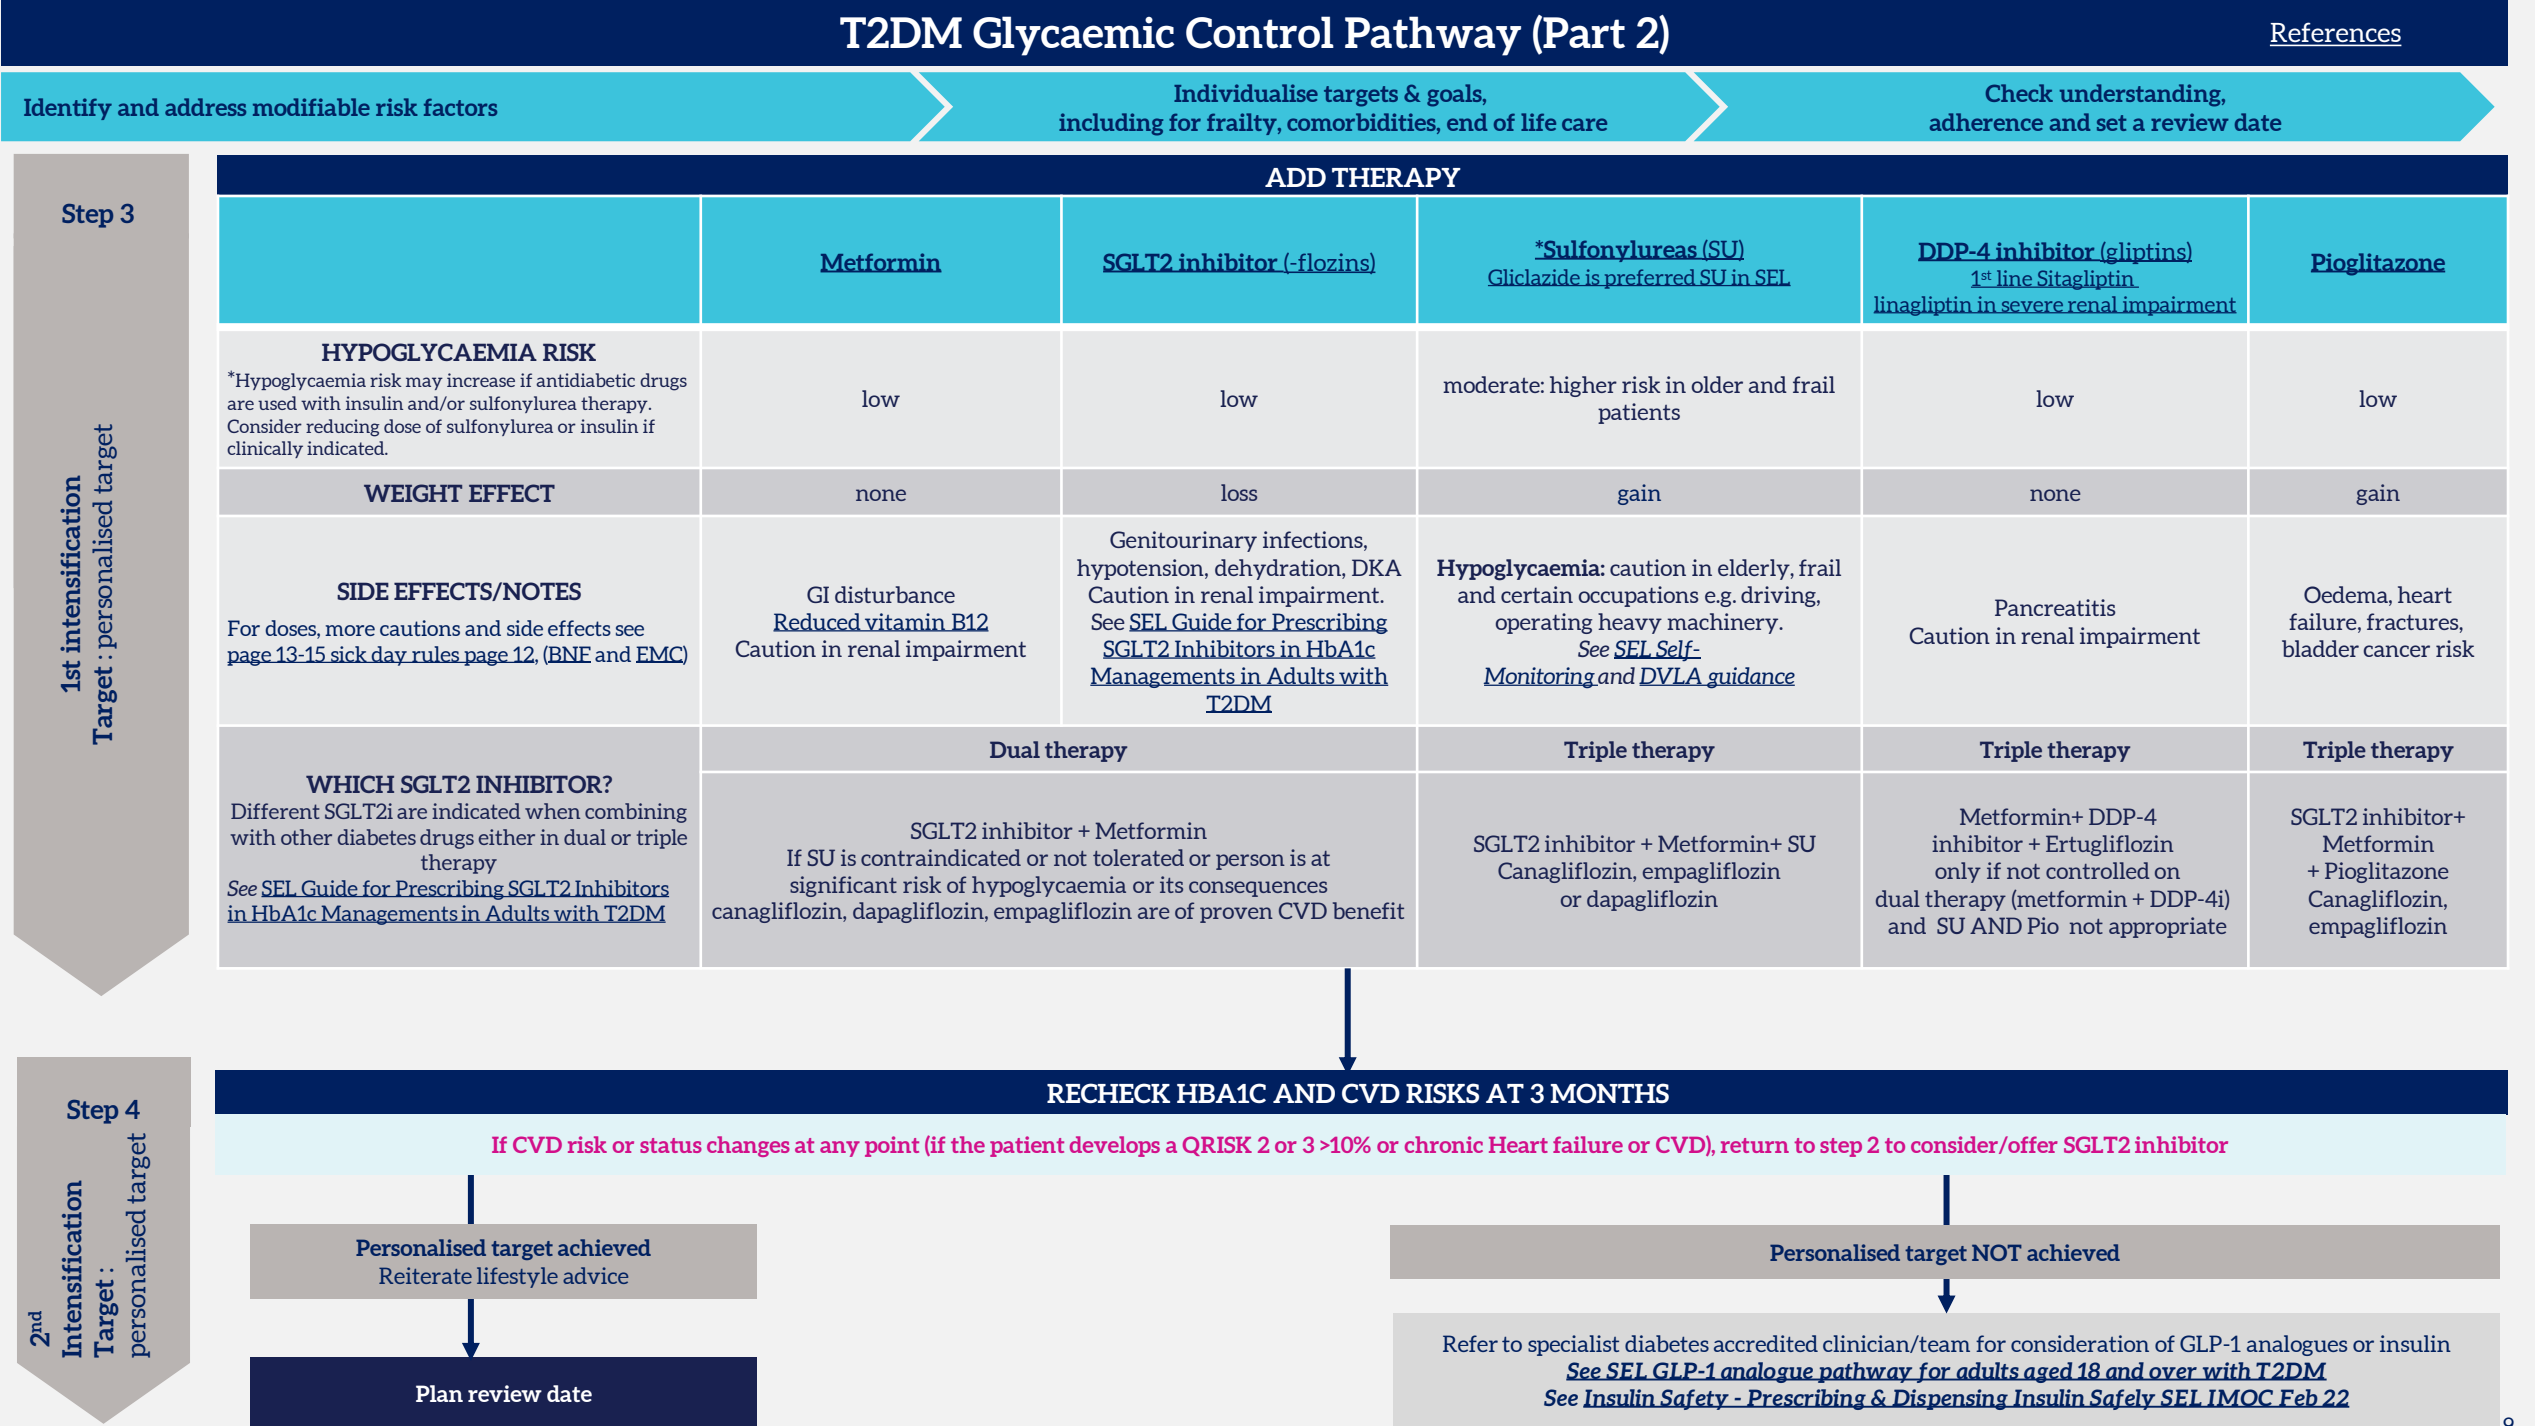 T2DM Glycaemic Control Pathway (Part 2)
References
Identify and address modifiable risk factors
Individualise targets & goals,
including for frailty, comorbidities, end of life care
Check understanding,
adherence and set a review date
Step 3
1st intensification
Target : personalised target
ADD THERAPY
Metformin
SGLT2 inhibitor (-flozins)
*Sulfonylureas (SU)
Gliclazide is preferred SU in SEL
DDP-4 inhibitor (gliptins)
1st line Sitagliptin
linagliptin in severe renal impairment
Pioglitazone
HYPOGLYCAEMIA RISK
*Hypoglycaemia risk may increase if antidiabetic drugs
are used with insulin and/or sulfonylurea therapy.
Consider reducing dose of sulfonylurea or insulin if
clinically indicated.
low
low
moderate: higher risk in older and frail
patients
low
low
WEIGHT EFFECT
none
loss
gain
none
gain
SIDE EFFECTS/NOTES
For doses, more cautions and side effects see
page 13-15 sick day rules page 12, (BNF and EMC)
GI disturbance
Reduced vitamin B12
Caution in renal impairment
Genitourinary infections,
hypotension, dehydration, DKA
Caution in renal impairment.
See SEL Guide for Prescribing
SGLT2 Inhibitors in HbA1c
Managements in Adults with
T2DM
Hypoglycaemia: caution in elderly, frail
and certain occupations e.g. driving,
operating heavy machinery.
See SEL Self-
Monitoring and DVLA guidance
Pancreatitis
Caution in renal impairment
Oedema, heart
failure, fractures,
bladder cancer risk
WHICH SGLT2 INHIBITOR?
Different SGLT2i are indicated when combining
with other diabetes drugs either in dual or triple
therapy
See SEL Guide for Prescribing SGLT2 Inhibitors
in HbA1c Managements in Adults with T2DM
Dual therapy
Triple therapy
Triple therapy
Triple therapy
SGLT2 inhibitor + Metformin
If SU is contraindicated or not tolerated or person is at
significant risk of hypoglycaemia or its consequences
canagliflozin, dapagliflozin, empagliflozin are of proven CVD benefit
SGLT2 inhibitor + Metformin+ SU
Canagliflozin, empagliflozin
or dapagliflozin
Metformin+ DDP-4
inhibitor + Ertugliflozin
only if not controlled on
dual therapy (metformin + DDP-4i)
and SU AND Pio not appropriate
SGLT2 inhibitor+
Metformin
+ Pioglitazone
Canagliflozin,
empagliflozin
Step 4
2nd
Intensification
Target :
personalised target
RECHECK HBA1C AND CVD RISKS AT 3 MONTHS
If CVD risk or status changes at any point (if the patient develops a QRISK 2 or 3 >10% or chronic Heart failure or CVD), return to step 2 to consider/offer SGLT2 inhibitor
Personalised target achieved
Reiterate lifestyle advice
Plan review date
Personalised target NOT achieved
Refer to specialist diabetes accredited clinician/team for consideration of GLP-1 analogues or insulin
See SEL GLP-1 analogue pathway for adults aged 18 and over with T2DM
See Insulin Safety - Prescribing & Dispensing Insulin Safely SEL IMOC Feb 22